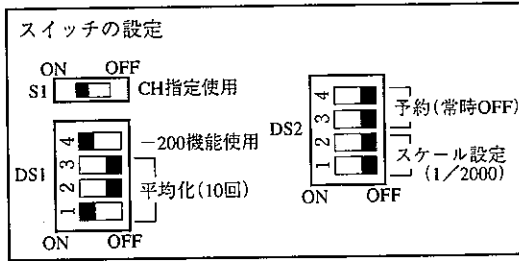 スイッチの設定
ON OFF
S1 CH指定使用
DS1
4 −200機能使用
3
2 平均化(10回)
1
ON OFF
DS2
4
3 予約(常時OFF)
2
1 スケール設定
(1/2000)
ON OFF